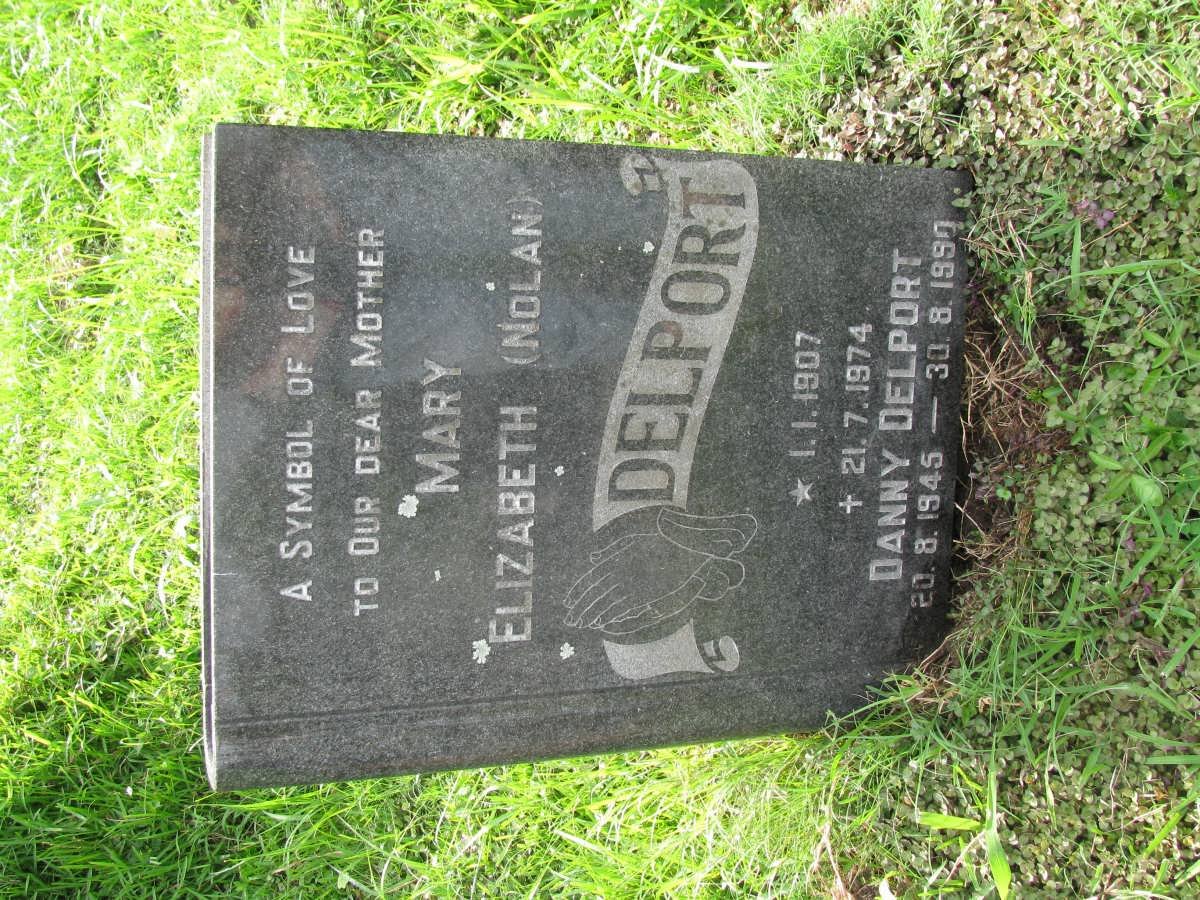 A SYMBOL OF LOVE
TO OUR DEAR MOTHER
MARY
ELIZABETH (NOLAN)
DELPORT
★ 1.1.1907
✝ 21.7.1974.
DANNY DELPORT
20.8.1945 — 30.8.1990